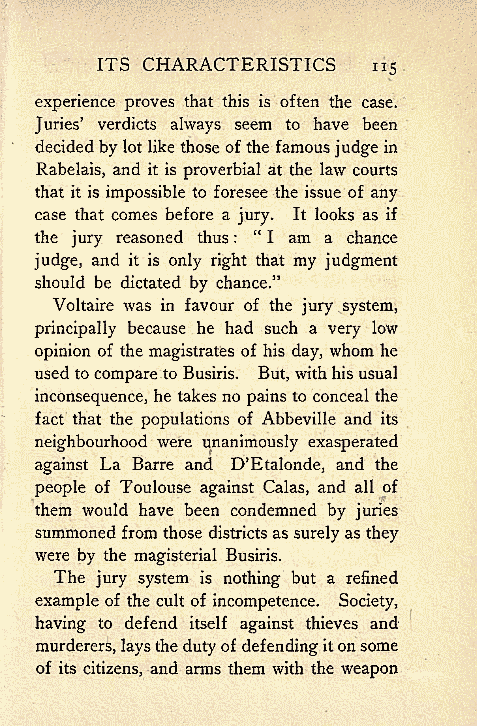 ITS CHARACTERISTICS 115
experience proves that this is often the case.
Juries' verdicts always seem to have been
decided by lot like those of the famous judge in
Rabelais, and it is proverbial at the law courts
that it is impossible to foresee the issue of any
case that comes before a jury. It looks as if
the jury reasoned thus: "I am a chance
judge, and it is only right that my judgment
should be dictated by chance."
Voltaire was in favour of the jury system,
principally because he had such a very low
opinion of the magistrates of his day, whom he
used to compare to Busiris. But, with his usual
inconsequence, he takes no pains to conceal the
fact that the populations of Abbeville and its
neighbourhood were unanimously exasperated
against La Barre and D'Etalonde, and the
people of Toulouse against Calas, and all of
them would have been condemned by juries
summoned from those districts as surely as they
were by the magisterial Busiris.
The jury system is nothing but a refined
example of the cult of incompetence. Society,
having to defend itself against thieves and
murderers, lays the duty of defending it on some
of its citizens, and arms them with the weapon